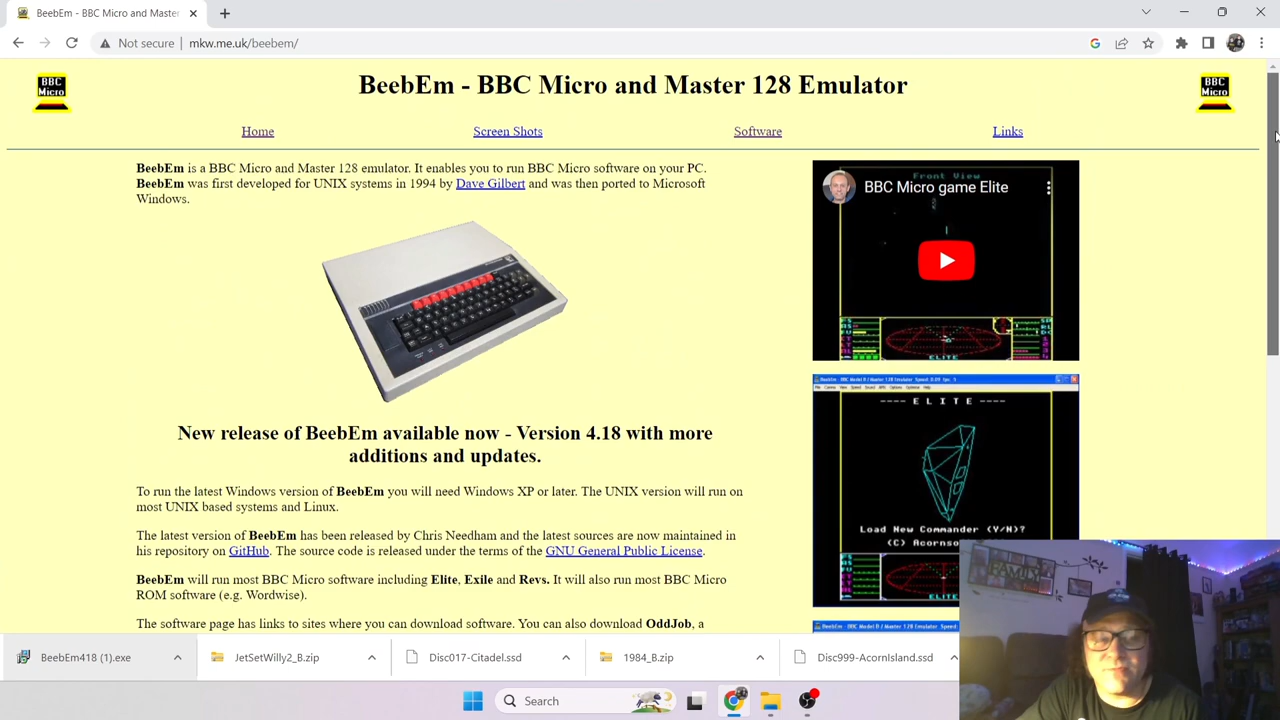 BeebEm - BBC Micro and Master
Not secure
mkw.me.uk/beebem/
BBC
Micro
BeebEm - BBC Micro and Master 128 Emulator
BBC
Micro
Home
Screen Shots
Software
Links
BeebEm is a BBC Micro and Master 128 emulator. It enables you to run BBC Micro software on your PC.
BeebEm was first developed for UNIX systems in 1994 by Dave Gilbert and was then ported to Microsoft
Windows.
Front View
BBC Micro game Elite
ELITE
New release of BeebEm available now - Version 4.18 with more
additions and updates.
---- E L I T E ----
Load New Commander (Y/N)?
(C) Acornso
To run the latest Windows version of BeebEm you will need Windows XP or later. The UNIX version will run on
most UNIX based systems and Linux.
The latest version of BeebEm has been released by Chris Needham and the latest sources are now maintained in
his repository on GitHub. The source code is released under the terms of the GNU General Public License.
BeebEm will run most BBC Micro software including Elite, Exile and Revs. It will also run most BBC Micro
ROM software (e.g. Wordwise).
The software page has links to sites where you can download software. You can also download OddJob, a
BeebEm418 (1).exe
JetSetWilly2_B.zip
Disc017-Citadel.ssd
1984_B.zip
Disc999-AcornIsland.ssd
FAMILY
Search